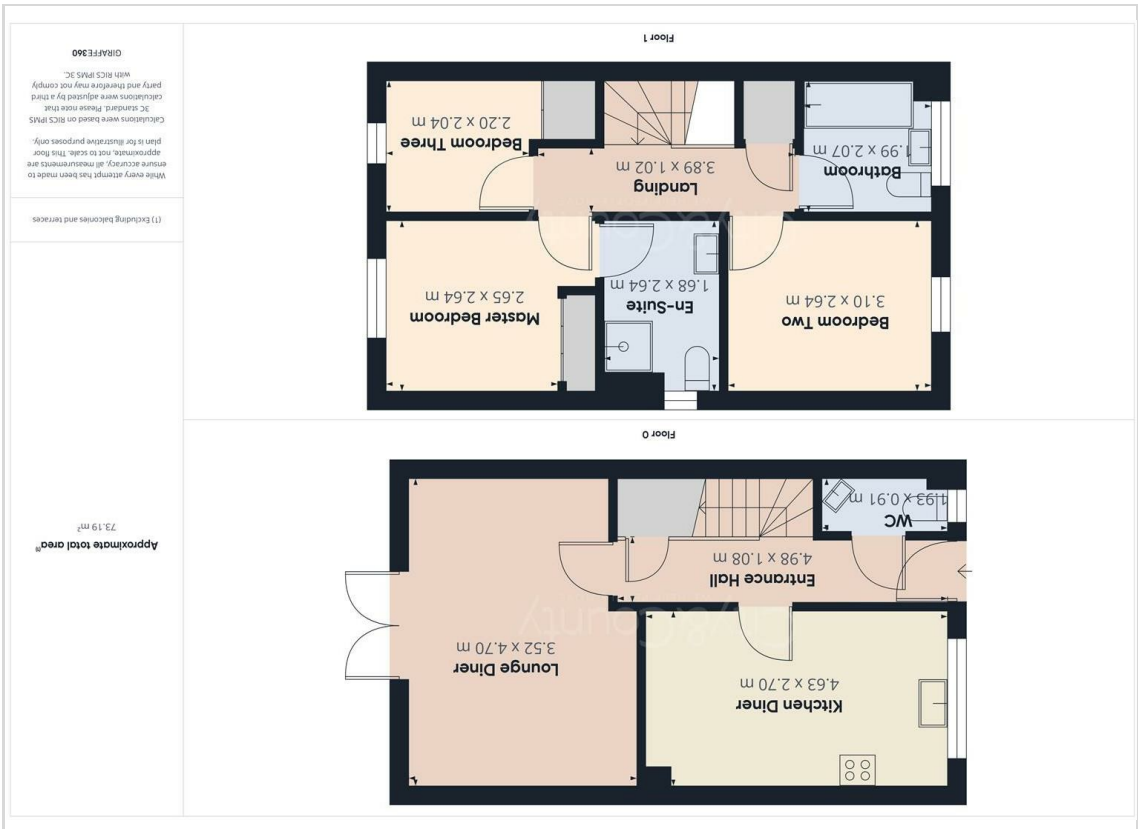 Approximate total area⁽¹⁾
73.19 m²
(1) Excluding balconies and terraces
While every attempt has been made to
ensure accuracy, all measurements are
approximate, not to scale. This floor
plan is for illustrative purposes only.
Calculations were based on RICS IPMS
3C standard. Please note that
calculations were adjusted by a third
party and therefore may not comply
with RICS IPMS 3C.
GIRAFFE360
Kitchen Diner
4.63 x 2.70 m
Lounge Diner
3.52 x 4.70 m
City & County
Entrance Hall
4.98 x 1.08 m
WC
1.93 x 0.91 m
Floor 0
Bedroom Two
3.10 x 2.64 m
En-Suite
1.68 x 2.64 m
Master Bedroom
2.65 x 2.64 m
City & County
Landing
3.89 x 1.02 m
Bathroom
1.99 x 2.07 m
Bedroom Three
2.20 x 2.04 m
Floor 1